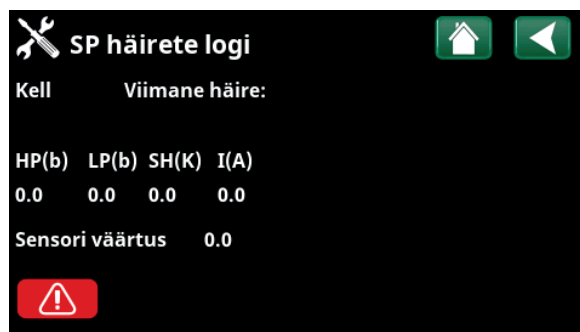 SP häirete logi
Kell Viimane häire:
HP(b) LP(b) SH(K) I(A)
0.0 0.0 0.0 0.0
Sensori väärtus 0.0